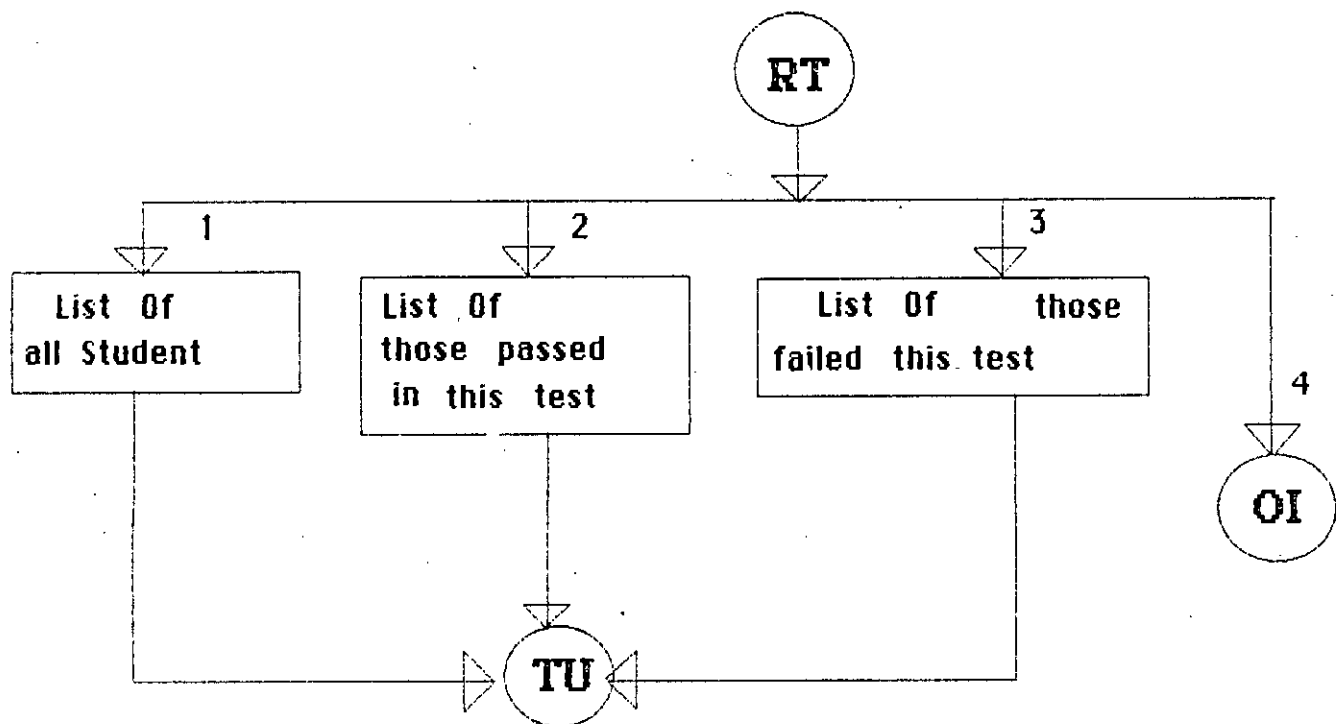 RT
1
2
3
List Of
all Student
List Of
those passed
in this test
List Of those
failed this test
4
OI
TU